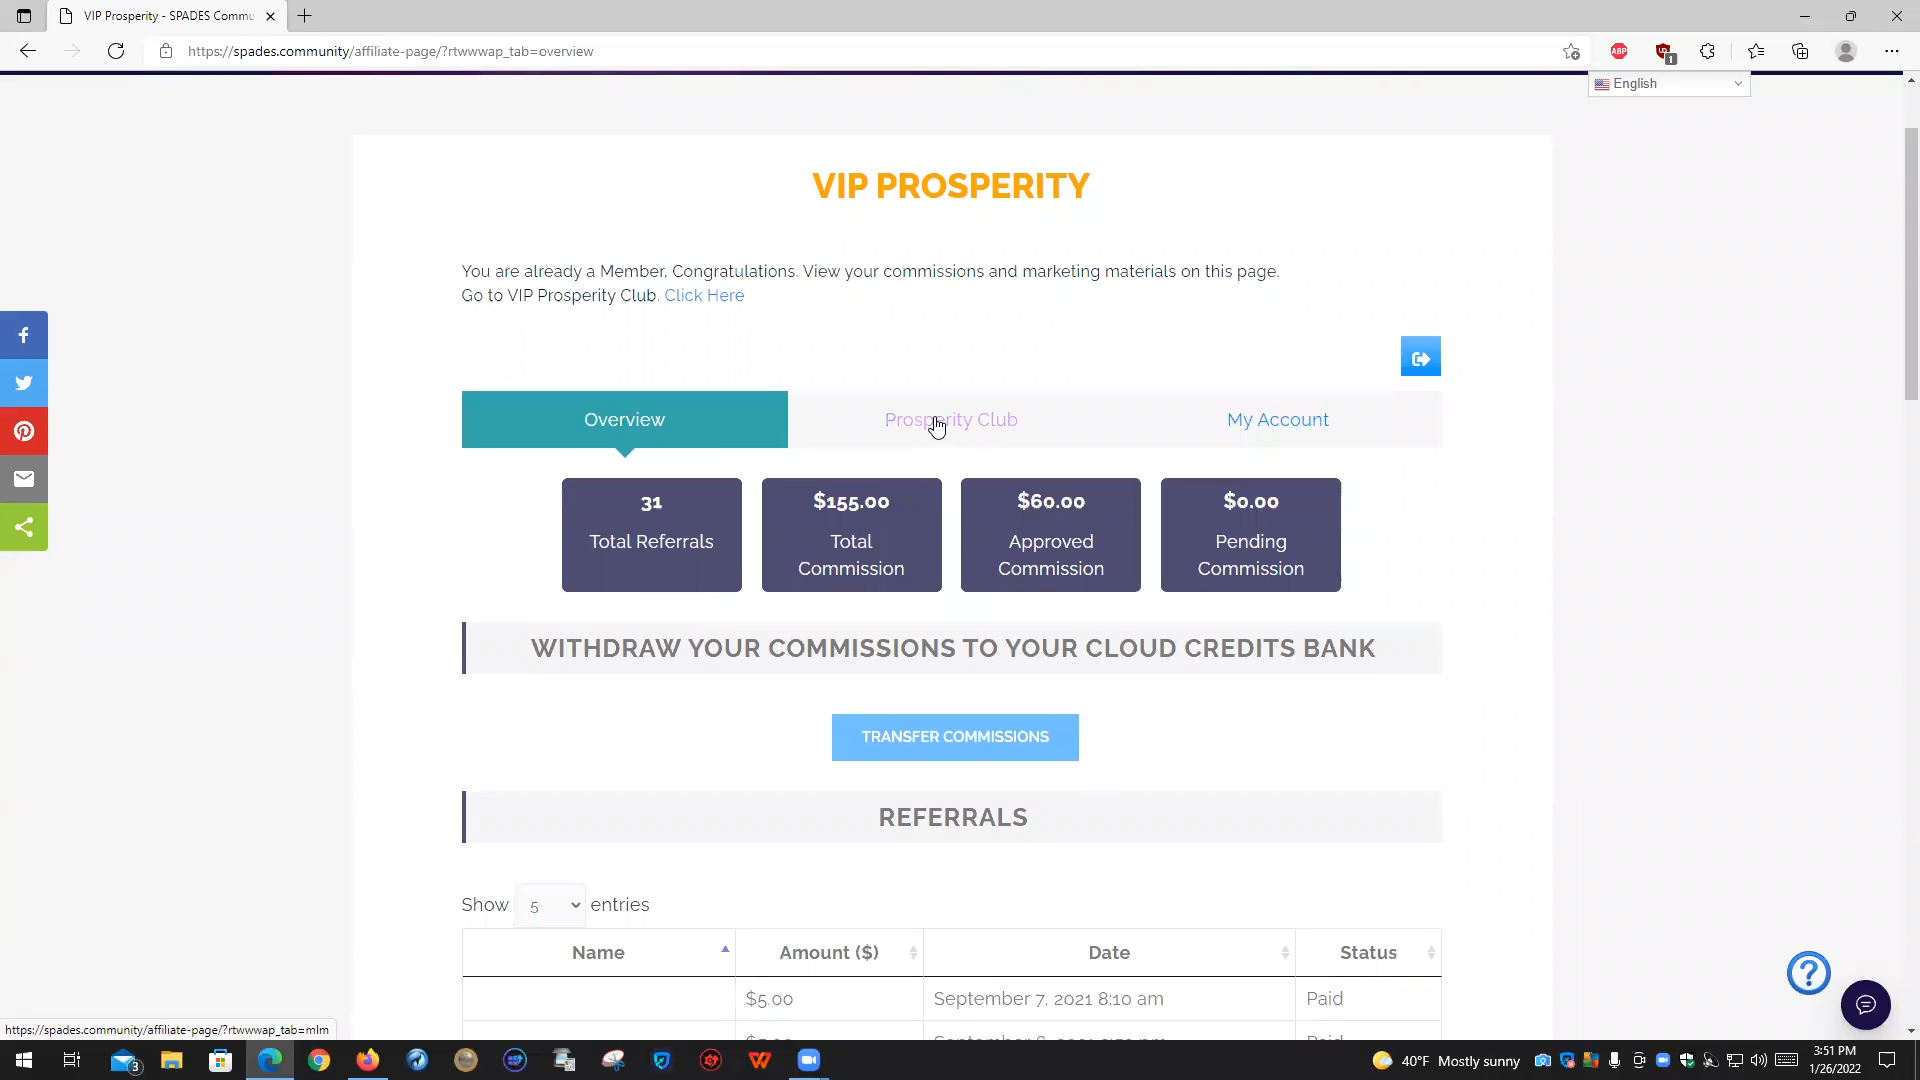 VIP Prosperity - SPADES Commu
https://spades.community/affiliate-page/?rtwwwap_tab=overview
ABP
1
English
VIP PROSPERITY
You are already a Member, Congratulations. View your commissions and marketing materials on this page.
Go to VIP Prosperity Club. Click Here
Overview
Prosperity Club
My Account
31
Total Referrals
$155.00
Total
Commission
$60.00
Approved
Commission
$0.00
Pending
Commission
WITHDRAW YOUR COMMISSIONS TO YOUR CLOUD CREDITS BANK
TRANSFER COMMISSIONS
REFERRALS
Show 5 entries
Name Amount ($) Date Status
$5.00 September 7, 2021 8:10 am Paid
https://spades.community/affiliate-page/?rtwwwap_tab=mlm
3
40°F Mostly sunny
3:51 PM
1/26/2022